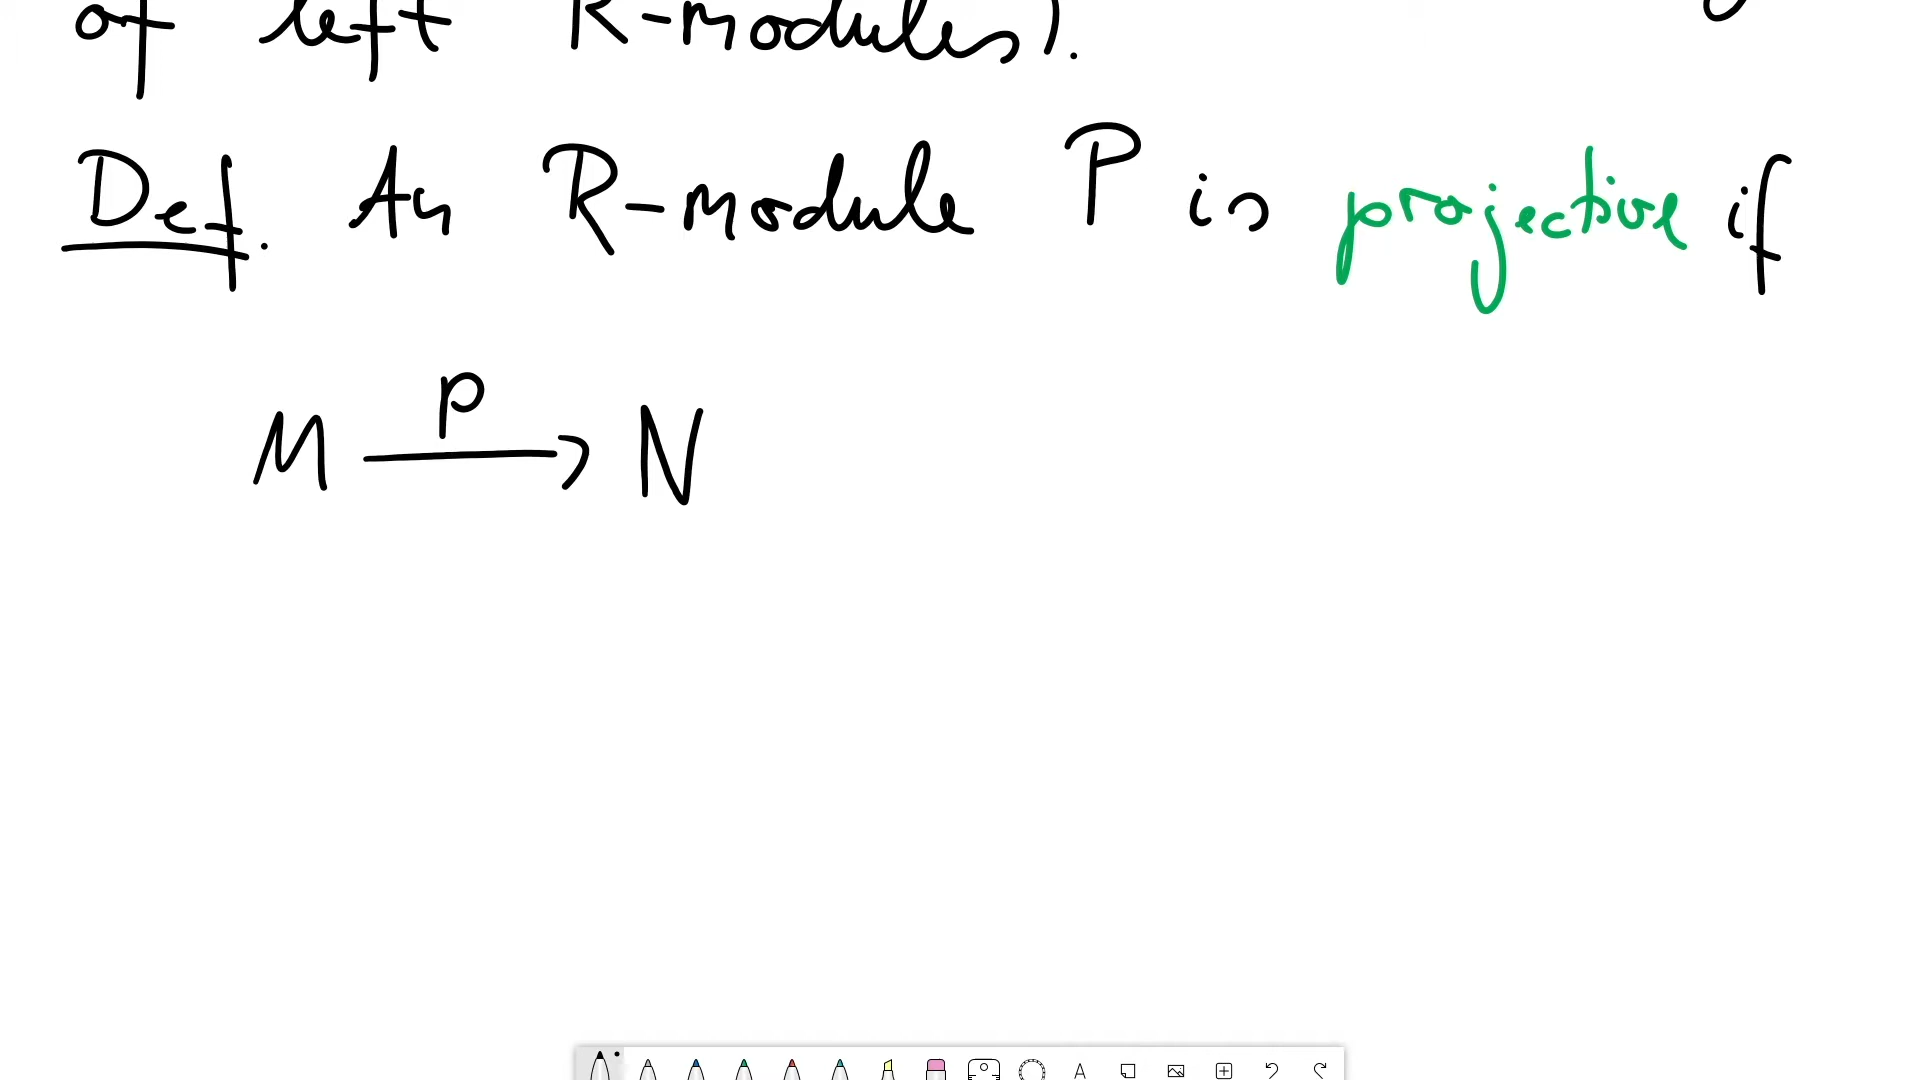 of left R-modules).
Def. An R-module P is projective if
p
M → N